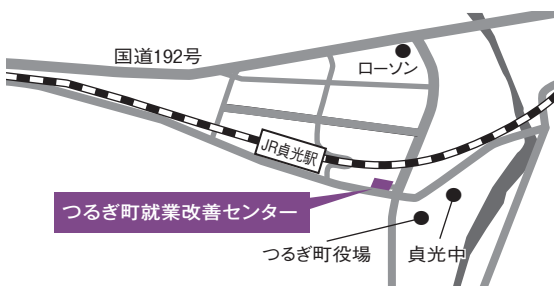 国道192号
ローソン
JR貞光駅
つるぎ町就業改善センター
つるぎ町役場
貞光中